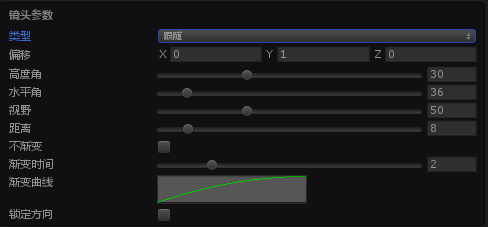 镜头参数
类型 跟随
偏移 X 0 Y 1 Z 0
高度角 30
水平角 36
视野 50
距离 8
不渐变
渐变时间 2
渐变曲线
锁定方向